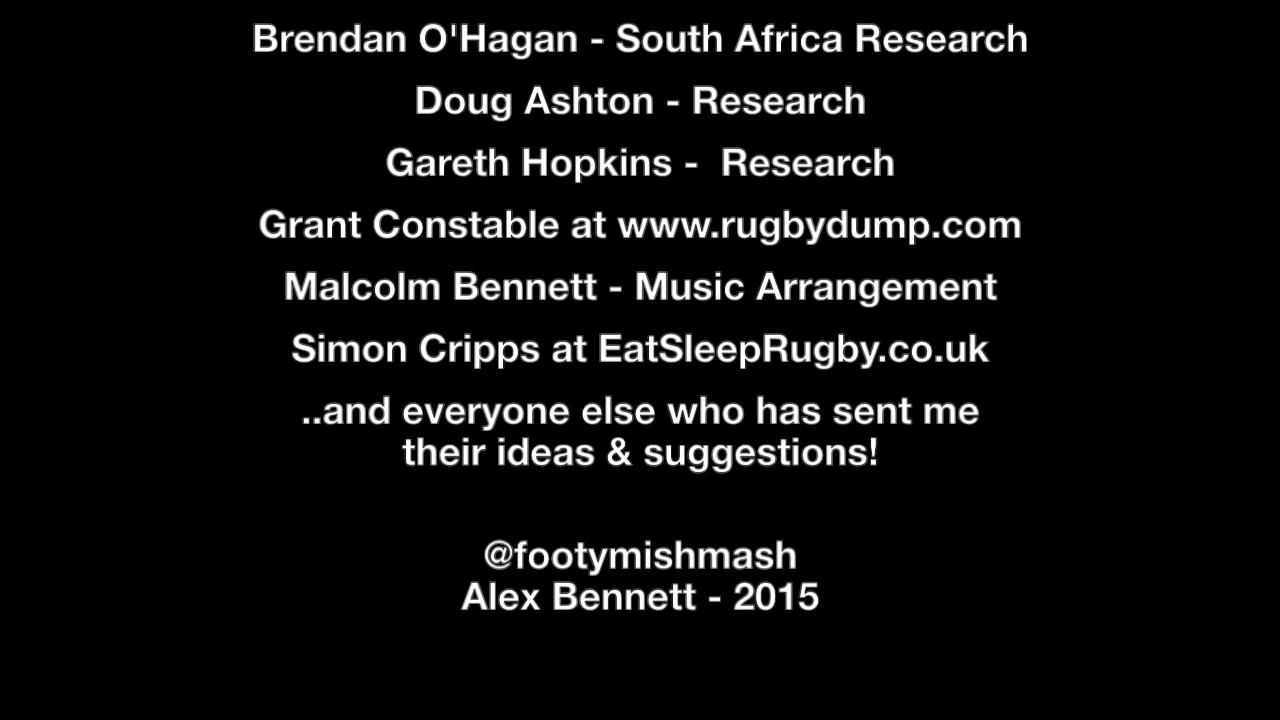 Brendan O'Hagan - South Africa Research
Doug Ashton - Research
Gareth Hopkins -  Research
Grant Constable at www.rugbydump.com
Malcolm Bennett - Music Arrangement
Simon Cripps at EatSleepRugby.co.uk
..and everyone else who has sent me
their ideas & suggestions!
@footymishmash
Alex Bennett - 2015